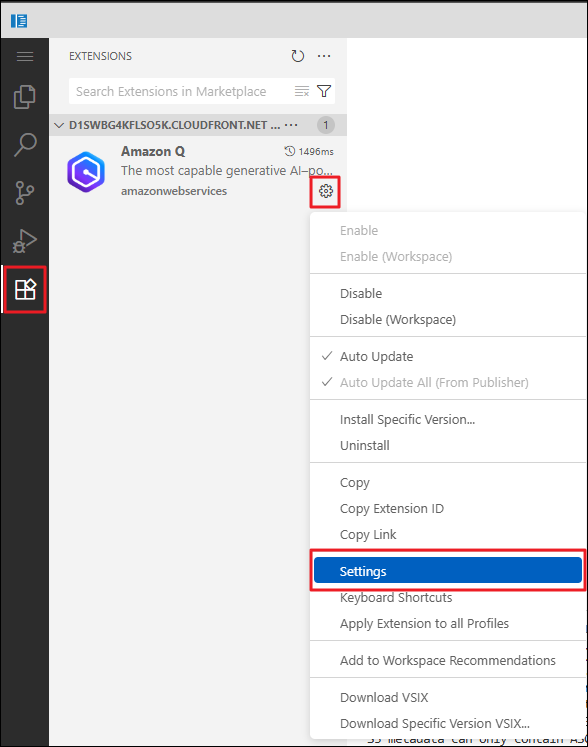 EXTENSIONS
Search Extensions in Marketplace
D1SWBG4KFLSO5K.CLOUDFRONT.NET ... 1
Amazon Q 1496ms
The most capable generative AI-po...
amazonwebservices
Enable
Enable (Workspace)
Disable
Disable (Workspace)
Auto Update
Auto Update All (From Publisher)
Install Specific Version...
Uninstall
Copy
Copy Extension ID
Copy Link
Settings
Keyboard Shortcuts
Apply Extension to all Profiles
Add to Workspace Recommendations
Download VSIX
Download Specific Version VSIX...